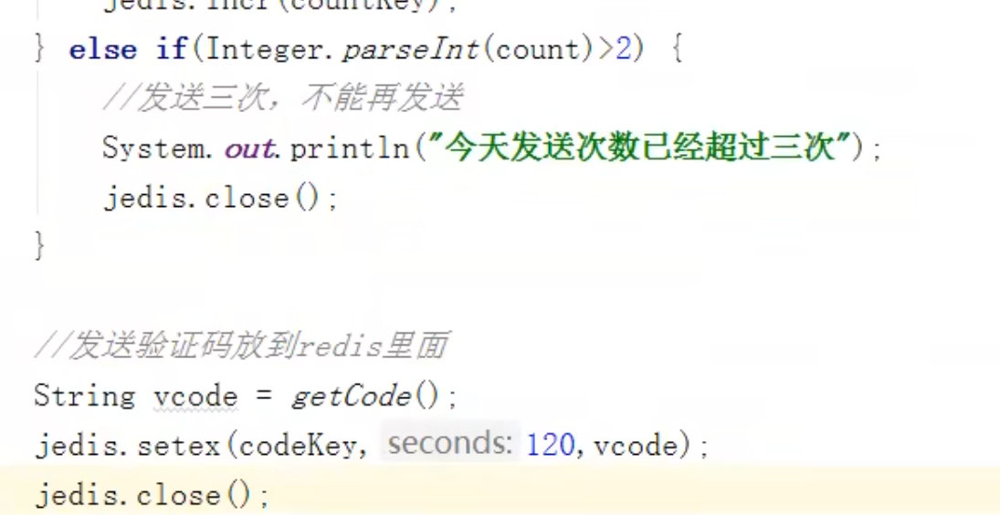 jedis.incr(countKey);
} else if(Integer.parseInt(count)>2) {
//发送三次，不能再发送
System.out.println("今天发送次数已经超过三次");
jedis.close();
}
//发送验证码放到redis里面
String vcode = getCode();
jedis.setex(codeKey, seconds: 120,vcode);
jedis.close();